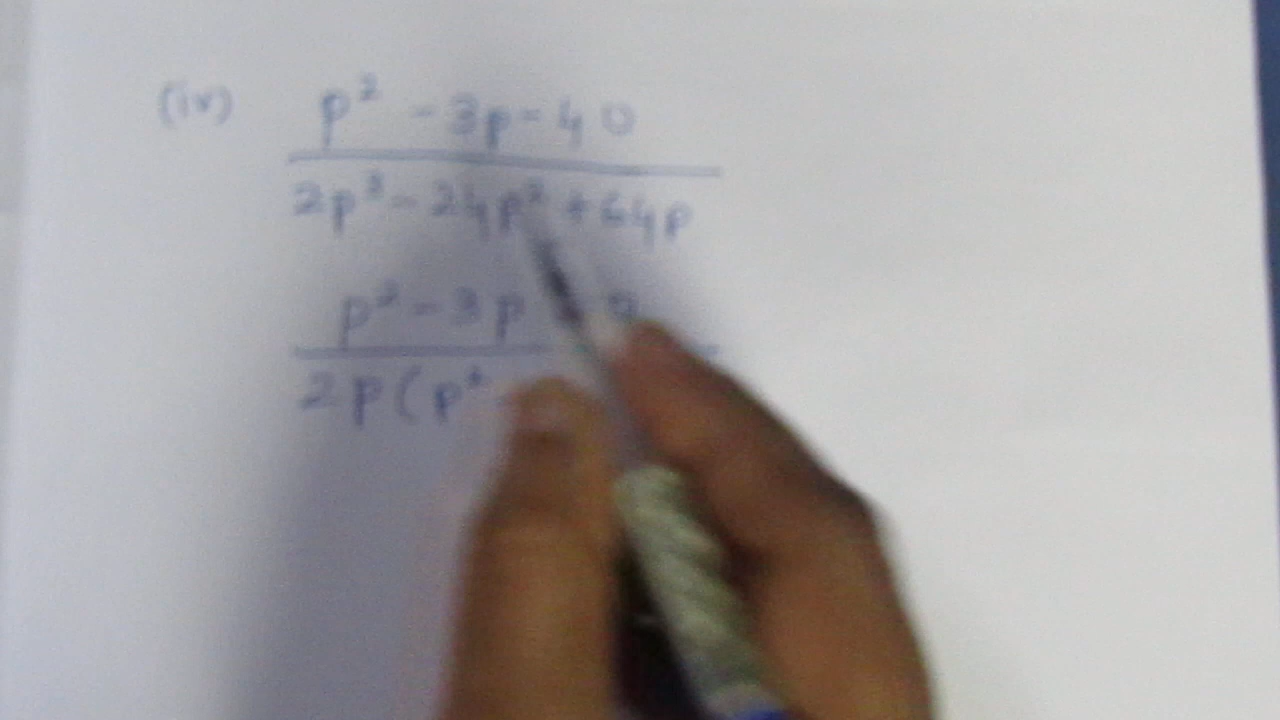 (iv) p² - 3p - 40
2p³ - 24p² + 64p
p² - 3p
2p(p² -